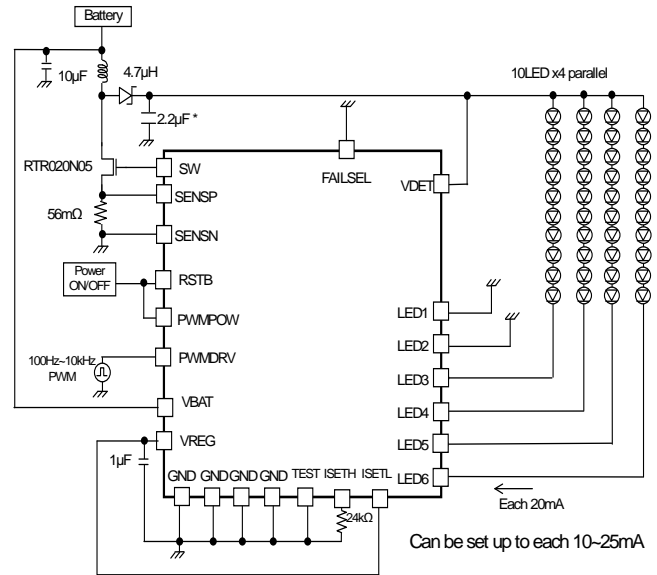 Battery
10µF
4.7µH
10LED x4 parallel
2.2µF *
RTR020N05
SW
FAILSEL
VDET
SENSP
56mΩ
SENSN
Power
ON/OFF
RSTB
PWMPOW
LED1
LED2
100Hz~10kHz
PWM
PWMDRV
LED3
VBAT
LED4
VREG
LED5
1µF
GND GND GND GND TEST ISETH ISETL
LED6
24kΩ
Each 20mA
Can be set up to each 10~25mA